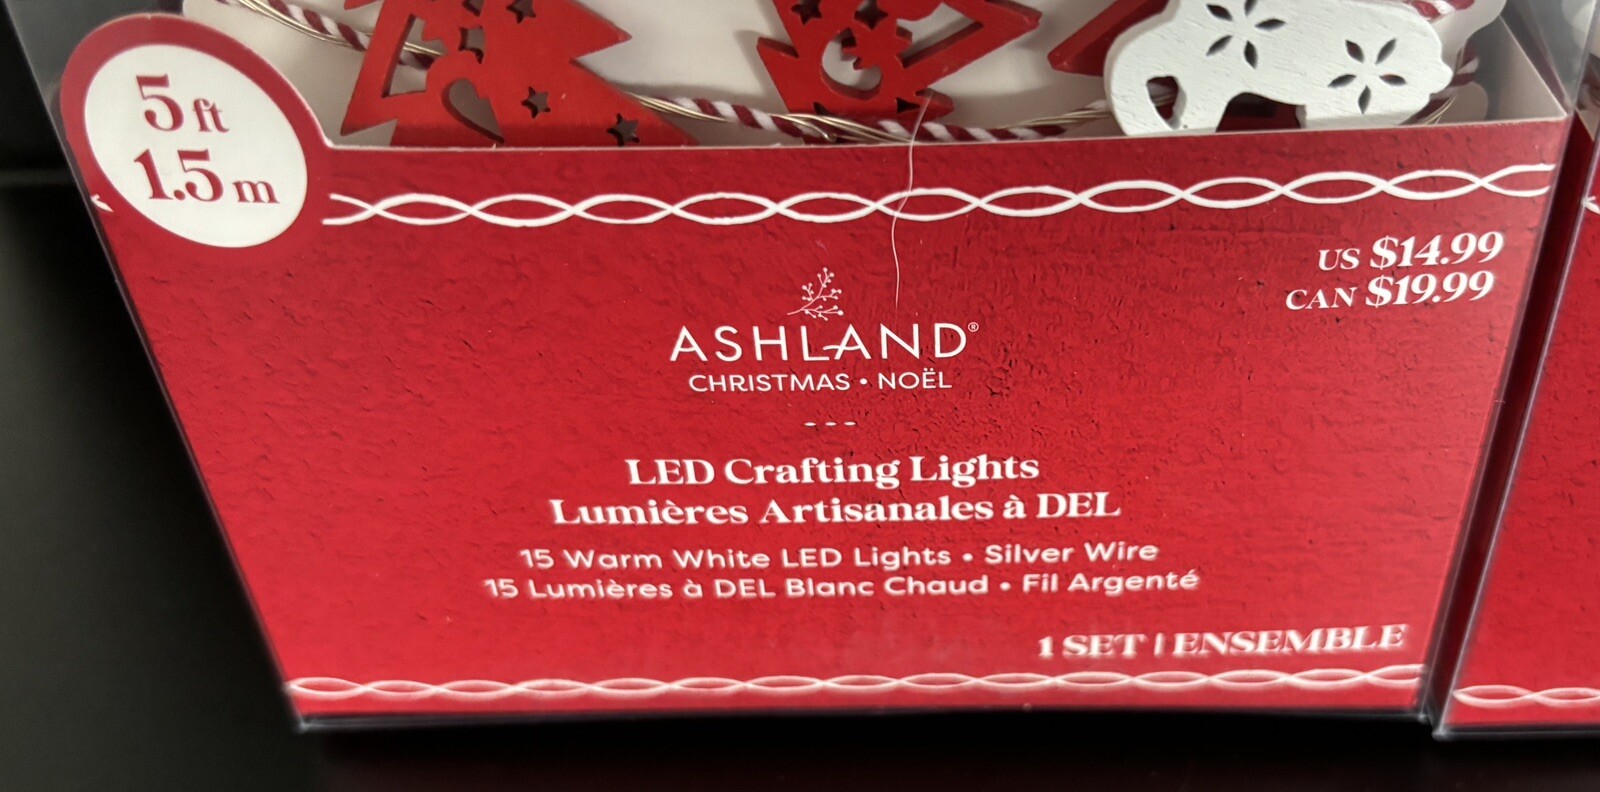 5 ft
1.5 m
US $14.99
CAN $19.99
ASHLAND®
CHRISTMAS • NOËL
LED Crafting Lights
Lumières Artisanales à DEL
15 Warm White LED Lights • Silver Wire
15 Lumières à DEL Blanc Chaud • Fil Argenté
1 SET | ENSEMBLE